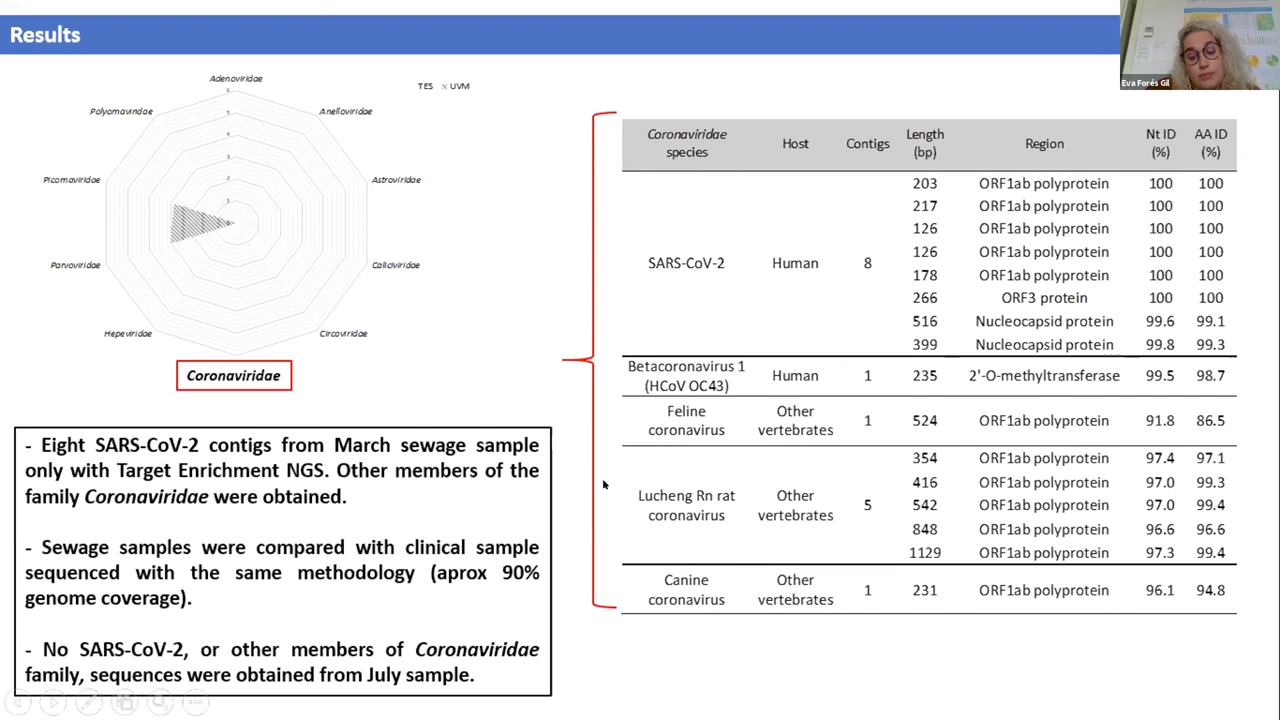 Results
Eva Forés Gil
Adenoviridae
TES UVM
Polyomaviridae
Anelloviridae
6
5
4
3
2
1
0
Picornaviridae
Astroviridae
Parvoviridae
Caliciviridae
Hepeviridae
Circoviridae
Coronaviridae
- Eight SARS-CoV-2 contigs from March sewage sample
only with Target Enrichment NGS. Other members of the
family Coronaviridae were obtained.
- Sewage samples were compared with clinical sample
sequenced with the same methodology (aprox 90%
genome coverage).
- No SARS-CoV-2, or other members of Coronaviridae
family, sequences were obtained from July sample.
Coronaviridae species Host Contigs Length (bp) Region Nt ID (%) AA ID (%)
203 ORF1ab polyprotein 100 100
217 ORF1ab polyprotein 100 100
126 ORF1ab polyprotein 100 100
126 ORF1ab polyprotein 100 100
SARS-CoV-2 Human 8
178 ORF1ab polyprotein 100 100
266 ORF3 protein 100 100
516 Nucleocapsid protein 99.6 99.1
399 Nucleocapsid protein 99.8 99.3
Betacoronavirus 1
(HCoV OC43) Human 1 235 2'-O-methyltransferase 99.5 98.7
Feline coronavirus Other vertebrates 1 524 ORF1ab polyprotein 91.8 86.5
354 ORF1ab polyprotein 97.4 97.1
416 ORF1ab polyprotein 97.0 99.3
Lucheng Rn rat coronavirus Other vertebrates 5 542 ORF1ab polyprotein 97.0 99.4
848 ORF1ab polyprotein 96.6 96.6
1129 ORF1ab polyprotein 97.3 99.4
Canine coronavirus Other vertebrates 1 231 ORF1ab polyprotein 96.1 94.8